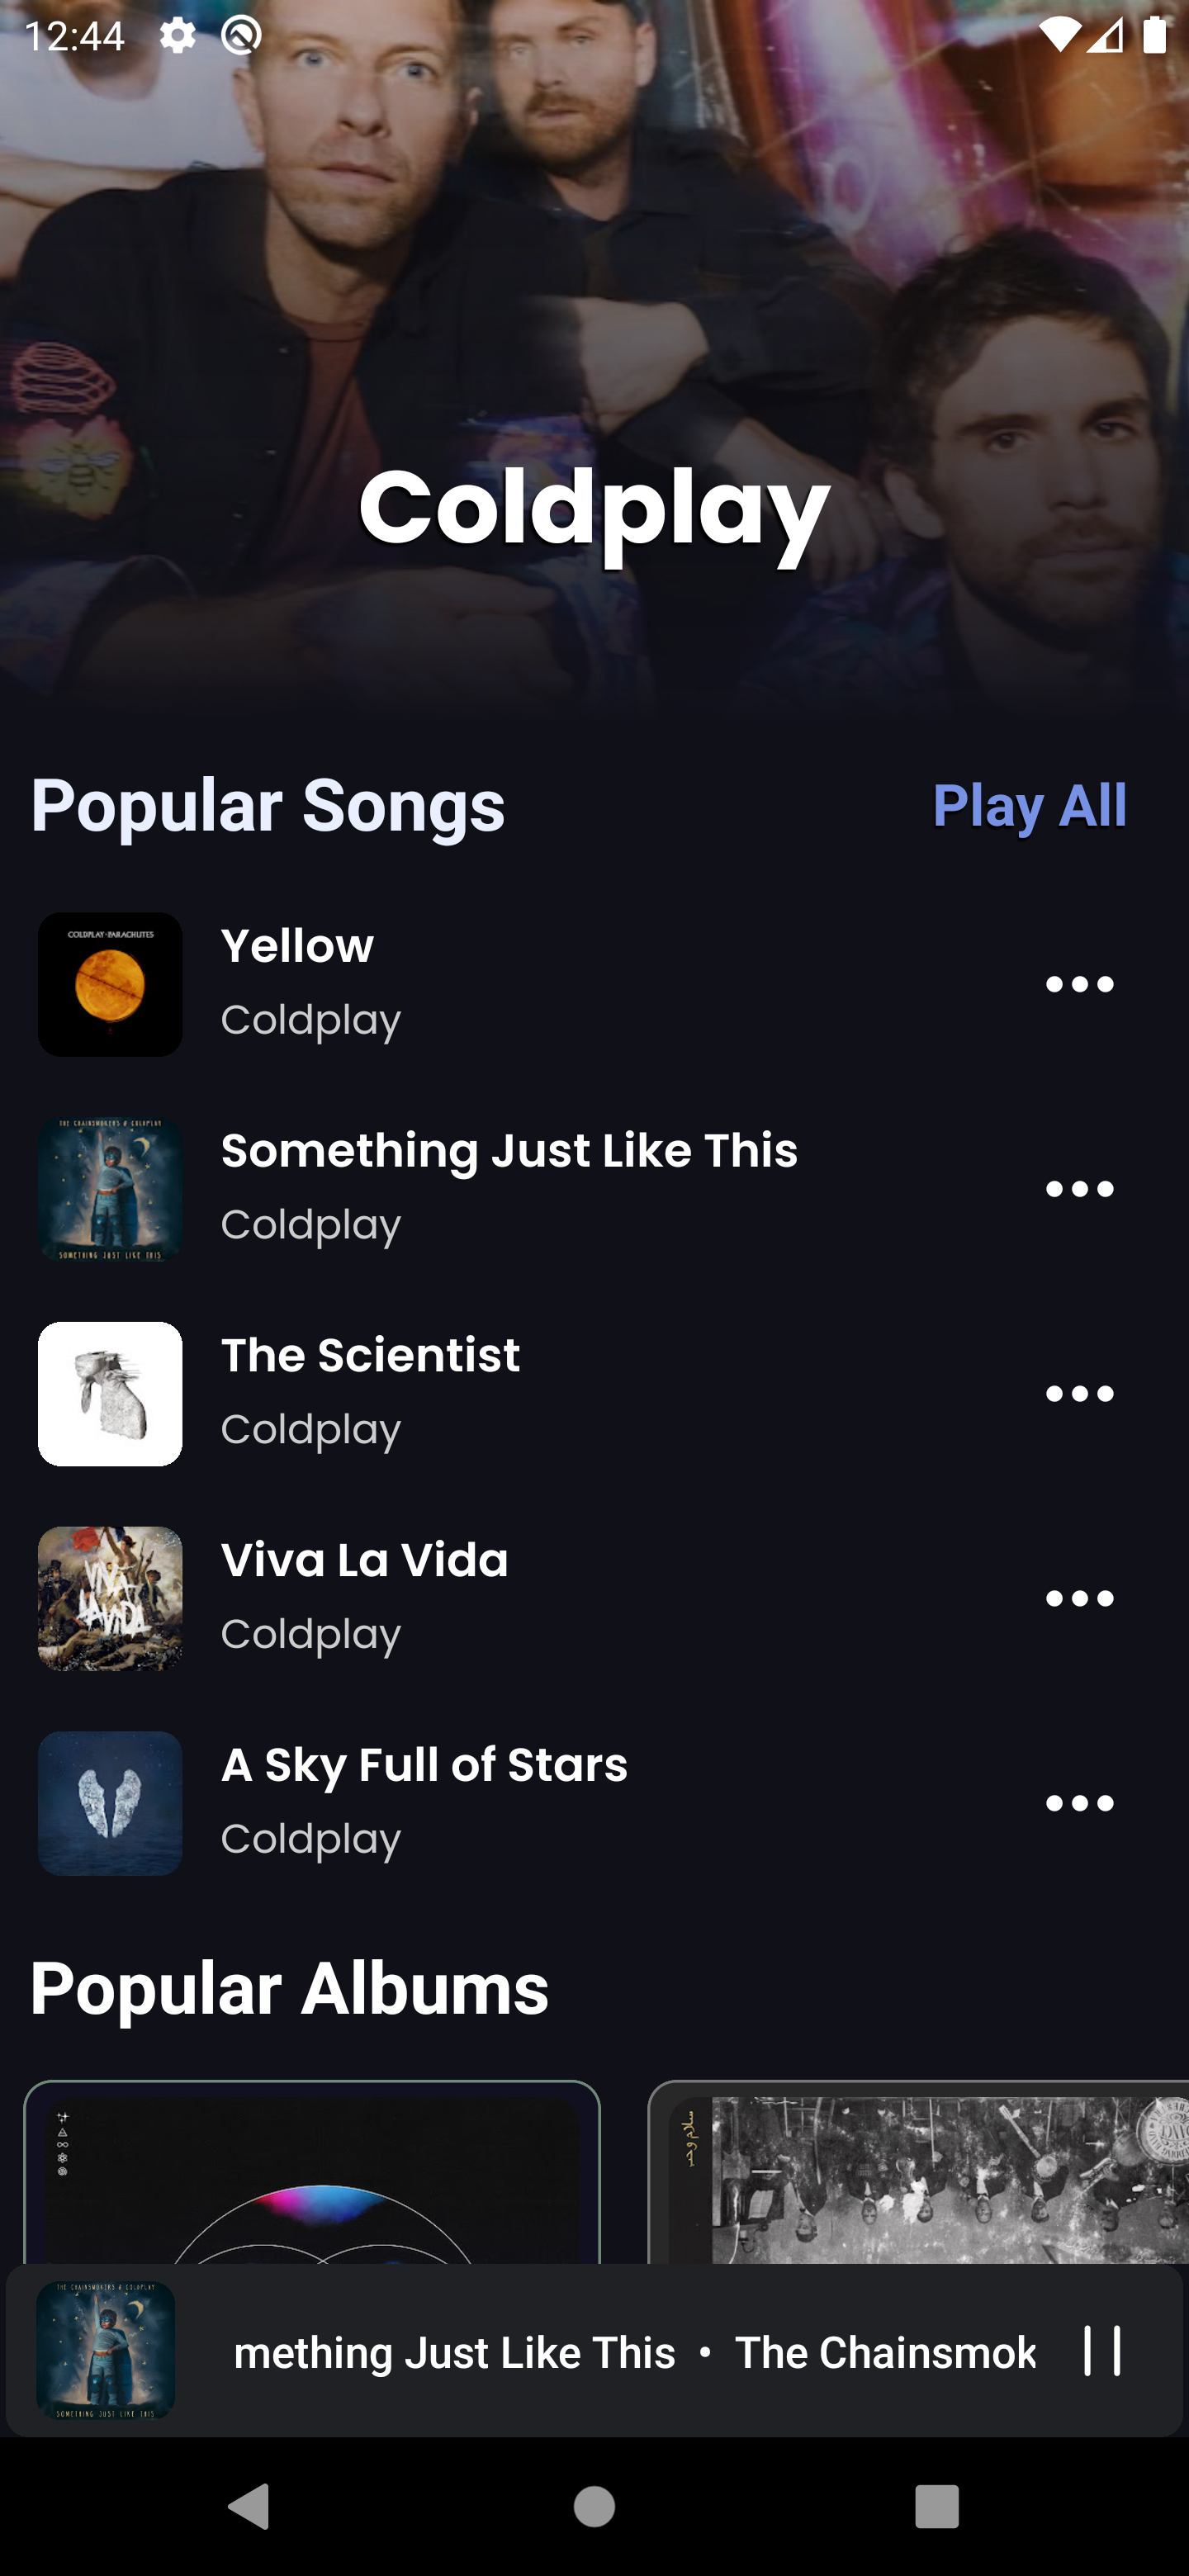 12:44
Coldplay
Popular Songs
Play All
COLDPLAY·PARACHUTES
Yellow
Coldplay
THE CHAINSMOKERS & COLDPLAY
SOMETHING JUST LIKE THIS
Something Just Like This
Coldplay
The Scientist
Coldplay
VIVA
LA VIDA
Viva La Vida
Coldplay
A Sky Full of Stars
Coldplay
Popular Albums
سلام وحب
THE CHAINSMOKERS & COLDPLAY
SOMETHING JUST LIKE THIS
mething Just Like This • The Chainsmok